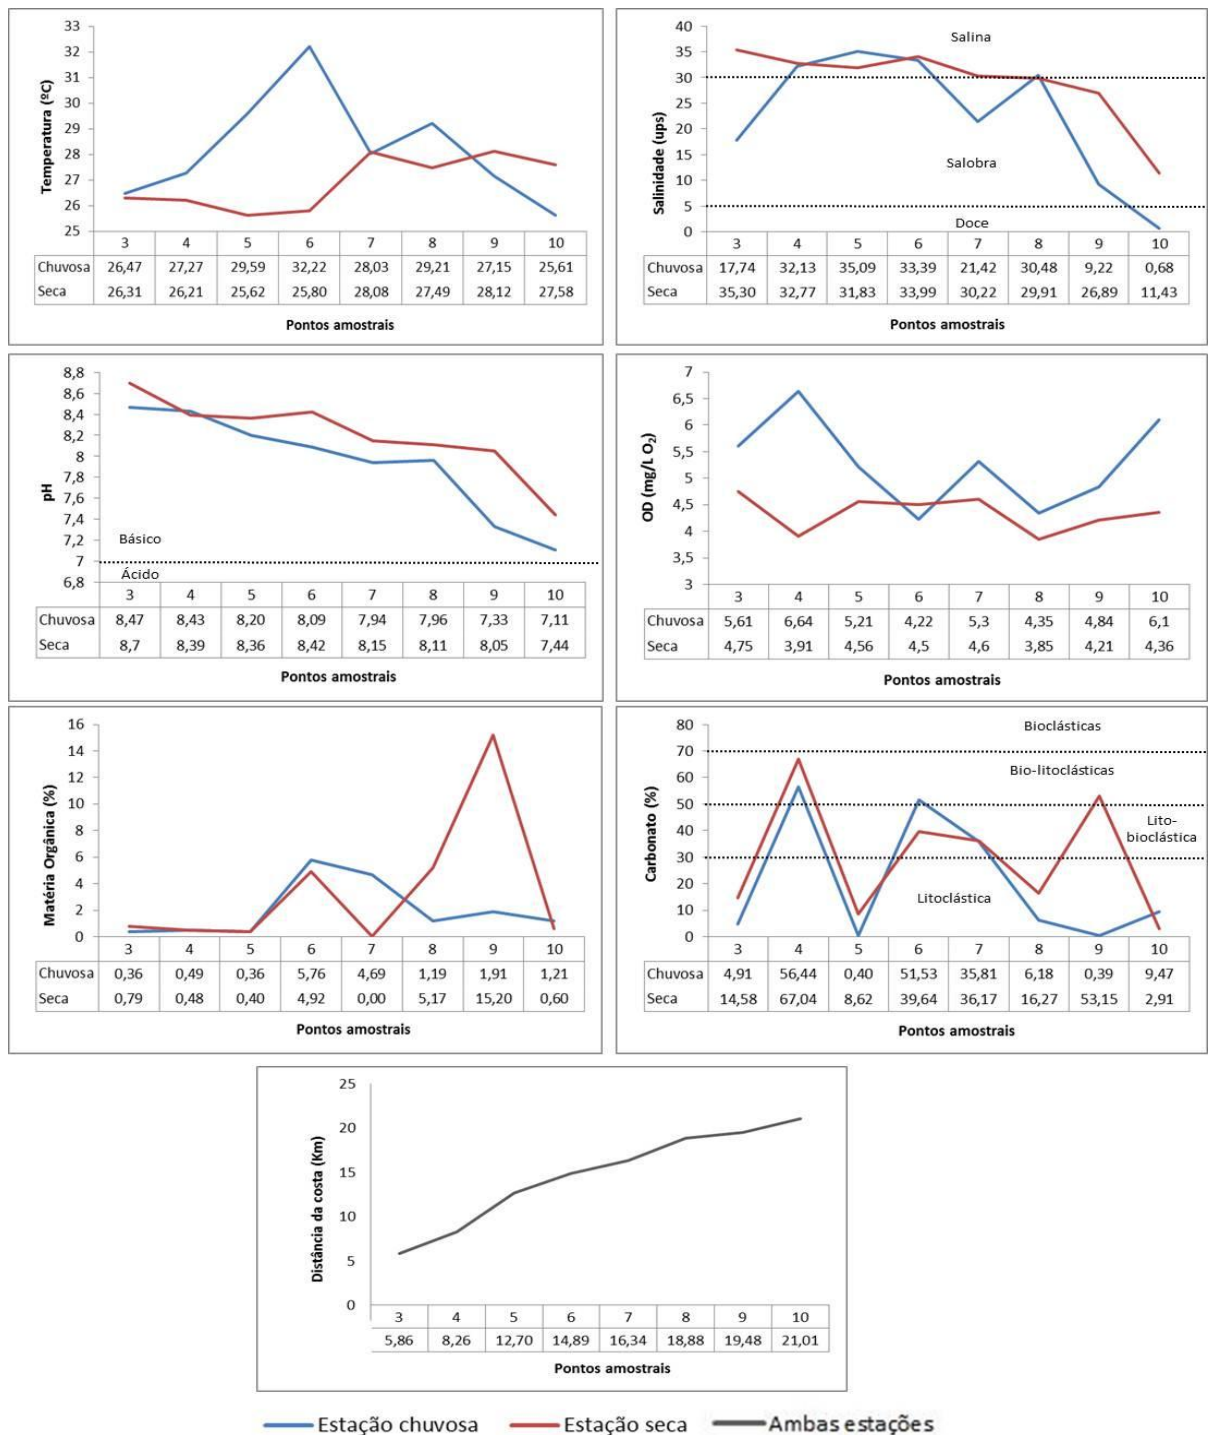 33
32
31
30
29
28
27
26
25
Temperatura (ºC)
3 4 5 6 7 8 9 10
Chuvosa 26,47 27,27 29,59 32,22 28,03 29,21 27,15 25,61
Seca 26,31 26,21 25,62 25,80 28,08 27,49 28,12 27,58
Pontos amostrais
40
35
30
25
20
15
10
5
0
Salinidade (ups)
Salina
Salobra
Doce
3 4 5 6 7 8 9 10
Chuvosa 17,74 32,13 35,09 33,39 21,42 30,48 9,22 0,68
Seca 35,30 32,77 31,83 33,99 30,22 29,91 26,89 11,43
Pontos amostrais
8,8
8,6
8,4
8,2
8
7,8
7,6
7,4
7,2
7
6,8
pH
Básico
Ácido
3 4 5 6 7 8 9 10
Chuvosa 8,47 8,43 8,20 8,09 7,94 7,96 7,33 7,11
Seca 8,7 8,39 8,36 8,42 8,15 8,11 8,05 7,44
Pontos amostrais
7
6,5
6
5,5
5
4,5
4
3,5
3
OD (mg/L O₂)
3 4 5 6 7 8 9 10
Chuvosa 5,61 6,64 5,21 4,22 5,3 4,35 4,84 6,1
Seca 4,75 3,91 4,56 4,5 4,6 3,85 4,21 4,36
Pontos amostrais
16
14
12
10
8
6
4
2
0
Matéria Orgânica (%)
3 4 5 6 7 8 9 10
Chuvosa 0,36 0,49 0,36 5,76 4,69 1,19 1,91 1,21
Seca 0,79 0,48 0,40 4,92 0,00 5,17 15,20 0,60
Pontos amostrais
80
70
60
50
40
30
20
10
0
Carbonato (%)
Bioclásticas
Bio-litoclásticas
Lito-
bioclástica
Litoclástica
3 4 5 6 7 8 9 10
Chuvosa 4,91 56,44 0,40 51,53 35,81 6,18 0,39 9,47
Seca 14,58 67,04 8,62 39,64 36,17 16,27 53,15 2,91
Pontos amostrais
25
20
15
10
5
0
Distância da costa (Km)
3 4 5 6 7 8 9 10
5,86 8,26 12,70 14,89 16,34 18,88 19,48 21,01
Pontos amostrais
Estação chuvosa Estação seca Ambas estações